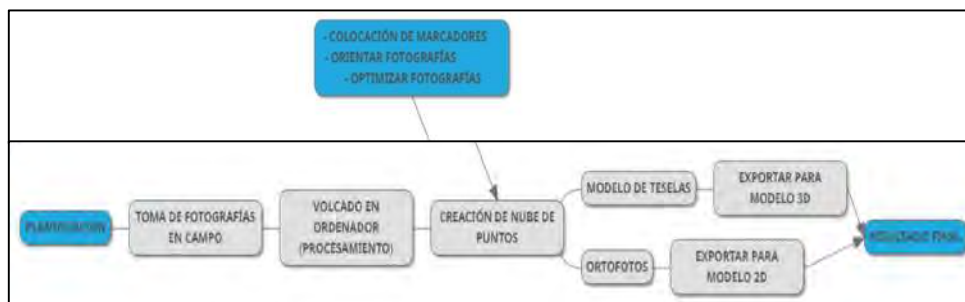 - COLOCACIÓN DE MARCADORES
- ORIENTAR FOTOGRAFÍAS
- OPTIMIZAR FOTOGRAFÍAS
PLANIFICACIÓN
TOMA DE FOTOGRAFÍAS
EN CAMPO
VOLCADO EN
ORDENADOR
(PROCESAMIENTO)
CREACIÓN DE NUBE DE
PUNTOS
MODELO DE TESELAS
EXPORTAR PARA
MODELO 3D
ORTOFOTOS
EXPORTAR PARA
MODELO 2D
RESULTADO FINAL